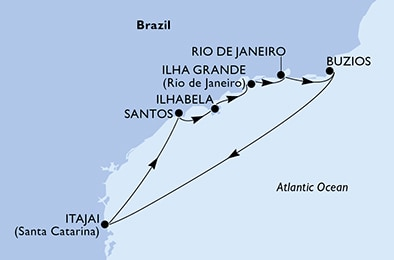 Brazil
RIO DE JANEIRO
BUZIOS
ILHA GRANDE
(Rio de Janeiro)
ILHABELA
SANTOS
Atlantic Ocean
ITAJAI
(Santa Catarina)